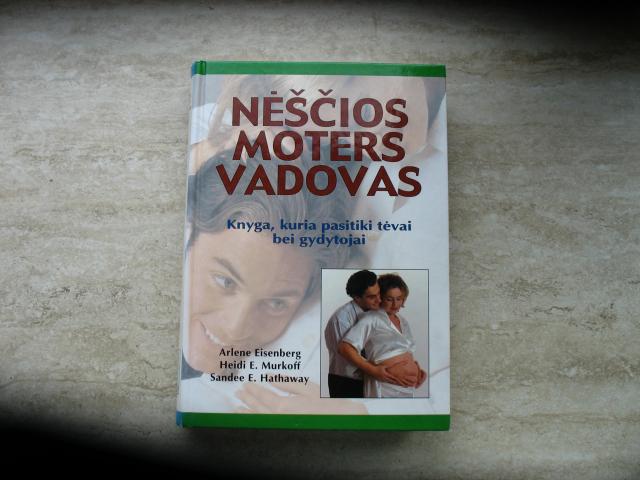 NĖŠČIOS
MOTERS
VADOVAS
Knyga, kuria pasitiki tėvai
bei gydytojai
Arlene Eisenberg
Heidi E. Murkoff
Sandee E. Hathaway